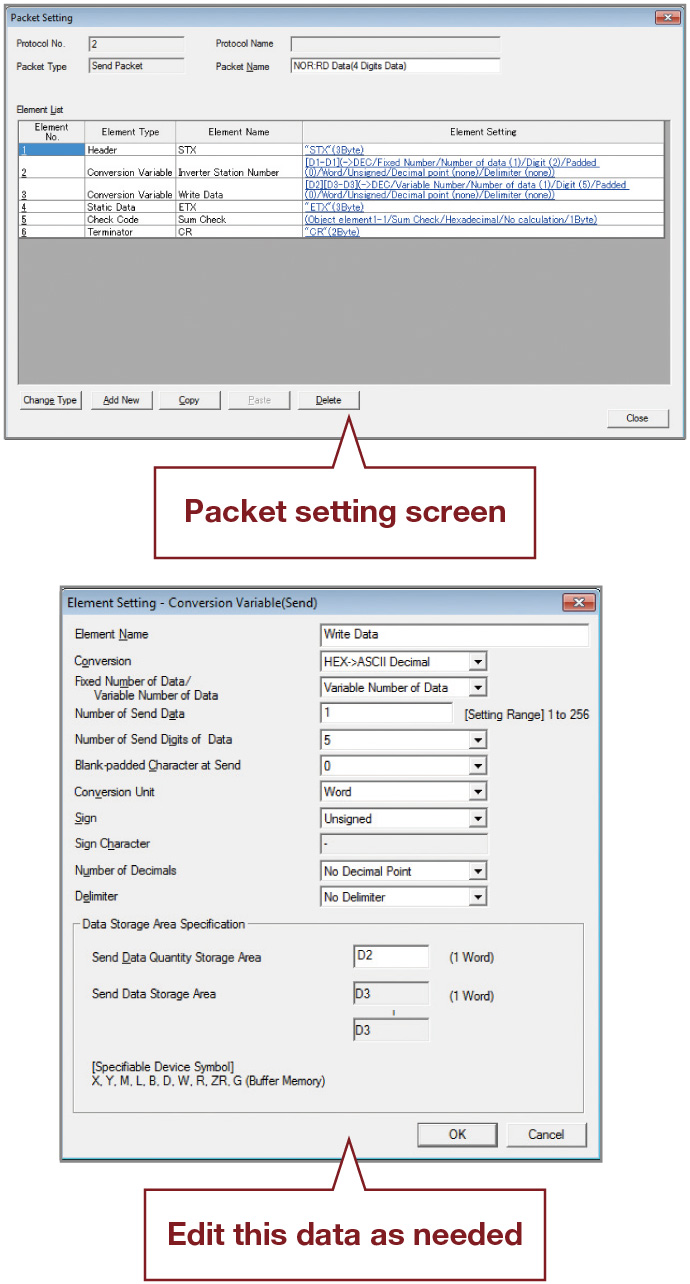 Packet Setting
Protocol No. 2 Protocol Name
Packet Type Send Packet Packet Name NOR:RD Data(4 Digits Data)
Element List
Element No. Element Type Element Name Element Setting
1 Header STX "STX"(3Byte)
2 Conversion Variable Inverter Station Number [D1-D1](->DEC/Fixed Number/Number of data (1)/Digit (2)/Padded
(0)/Word/Unsigned/Decimal point (none)/Delimiter (none))
3 Conversion Variable Write Data [D2][D3-D3](->DEC/Variable Number/Number of data (1)/Digit (5)/Padded
(0)/Word/Unsigned/Decimal point (none)/Delimiter (none))
4 Static Data ETX "ETX"(3Byte)
5 Check Code Sum Check (Object element1-1/Sum Check/Hexadecimal/No calculation/1Byte)
6 Terminator CR "CR"(2Byte)
Change Type Add New Copy Paste Delete
Close
Packet setting screen
Element Setting - Conversion Variable(Send)
Element Name Write Data
Conversion HEX->ASCII Decimal
Fixed Number of Data/
Variable Number of Data Variable Number of Data
Number of Send Data 1 [Setting Range] 1 to 256
Number of Send Digits of Data 5
Blank-padded Character at Send 0
Conversion Unit Word
Sign Unsigned
Sign Character -
Number of Decimals No Decimal Point
Delimiter No Delimiter
Data Storage Area Specification
Send Data Quantity Storage Area D2 (1 Word)
Send Data Storage Area D3 (1 Word)
D3
[Specifiable Device Symbol]
X, Y, M, L, B, D, W, R, ZR, G (Buffer Memory)
OK Cancel
Edit this data as needed